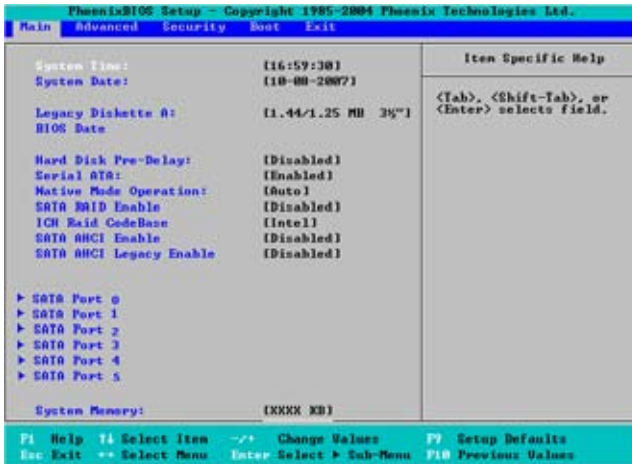 PhoenixBIOS Setup - Copyright 1985-2004 Phoenix Technologies Ltd.
Main Advanced Security Boot Exit
System Time: [16:59:30]
Item Specific Help
System Date: [10-08-2007]
<Tab>, <Shift-Tab>, or
<Enter> selects field.
Legacy Diskette A: [1.44/1.25 MB 3½"]
BIOS Date
Hard Disk Pre-Delay: [Disabled]
Serial ATA: [Enabled]
Native Mode Operation: [Auto]
SATA RAID Enable [Disabled]
ICH Raid CodeBase [Intel]
SATA AHCI Enable [Disabled]
SATA AHCI Legacy Enable [Disabled]
▶ SATA Port 0
▶ SATA Port 1
▶ SATA Port 2
▶ SATA Port 3
▶ SATA Port 4
▶ SATA Port 5
System Memory: [XXXX KB]
F1 Help ↑↓ Select Item -/+ Change Values F9 Setup Defaults
Esc Exit ↔ Select Menu Enter Select ▶ Sub-Menu F10 Previous Values